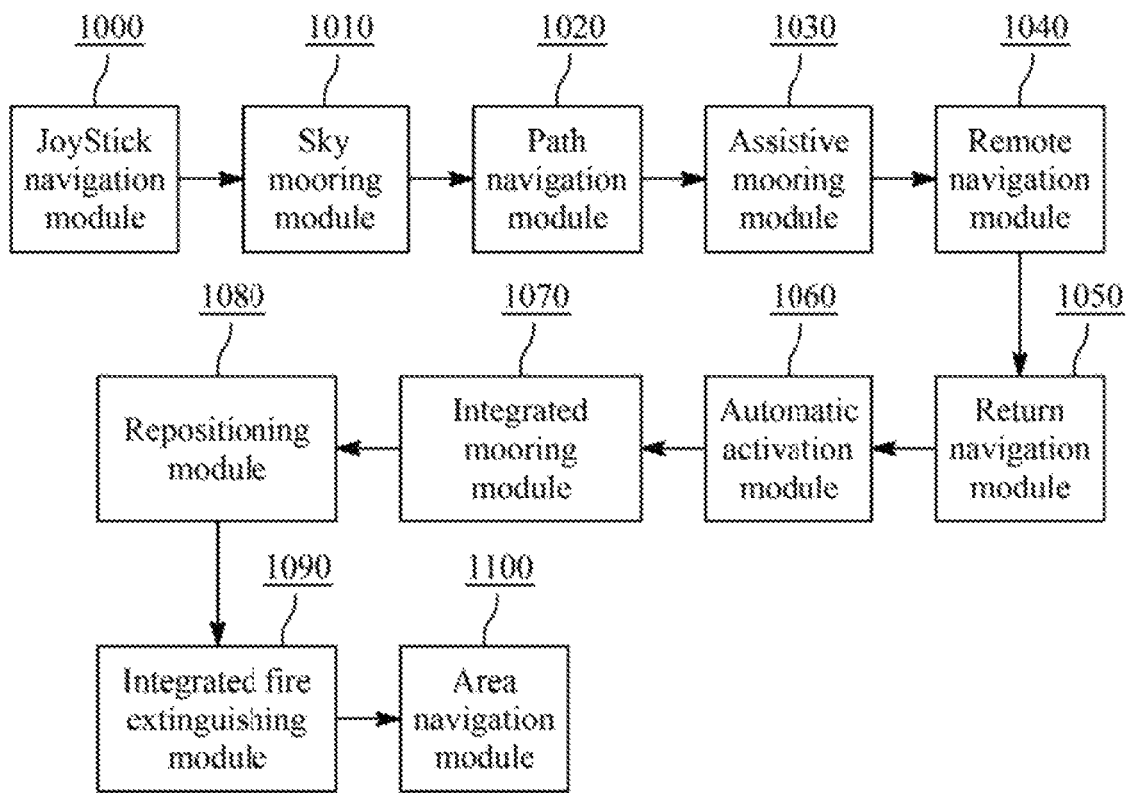 1000
1010
1020
1030
1040
JoyStick
navigation
module
Sky
mooring
module
Path
navigation
module
Assistive
mooring
module
Remote
navigation
module
1080
1070
1060
1050
Repositioning
module
Integrated
mooring
module
Automatic
activation
module
Return
navigation
module
1090
1100
Integrated fire
extinguishing
module
Area
navigation
module